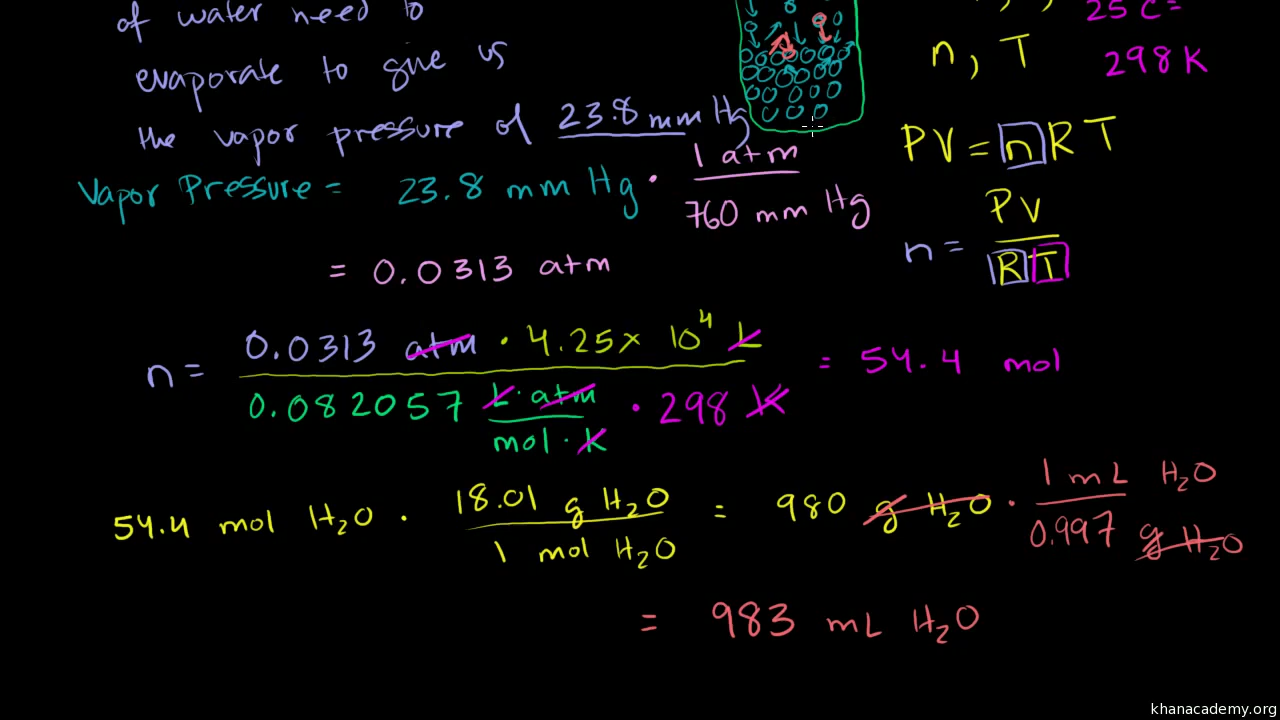 of water need to
evaporate to give us
the vapor pressure of 23.8 mm Hg
25 C =
298 K
n, T
PV = nRT
n = PV / RT
Vapor Pressure = 23.8 mm Hg · 1 atm / 760 mm Hg
= 0.0313 atm
n = 0.0313 atm · 4.25 x 10⁴ L / 0.082057 L·atm / mol·K · 298 K = 54.4 mol
54.4 mol H₂O · 18.01 g H₂O / 1 mol H₂O = 980 g H₂O · 1 mL H₂O / 0.997 g H₂O
= 983 mL H₂O
khanacademy.org